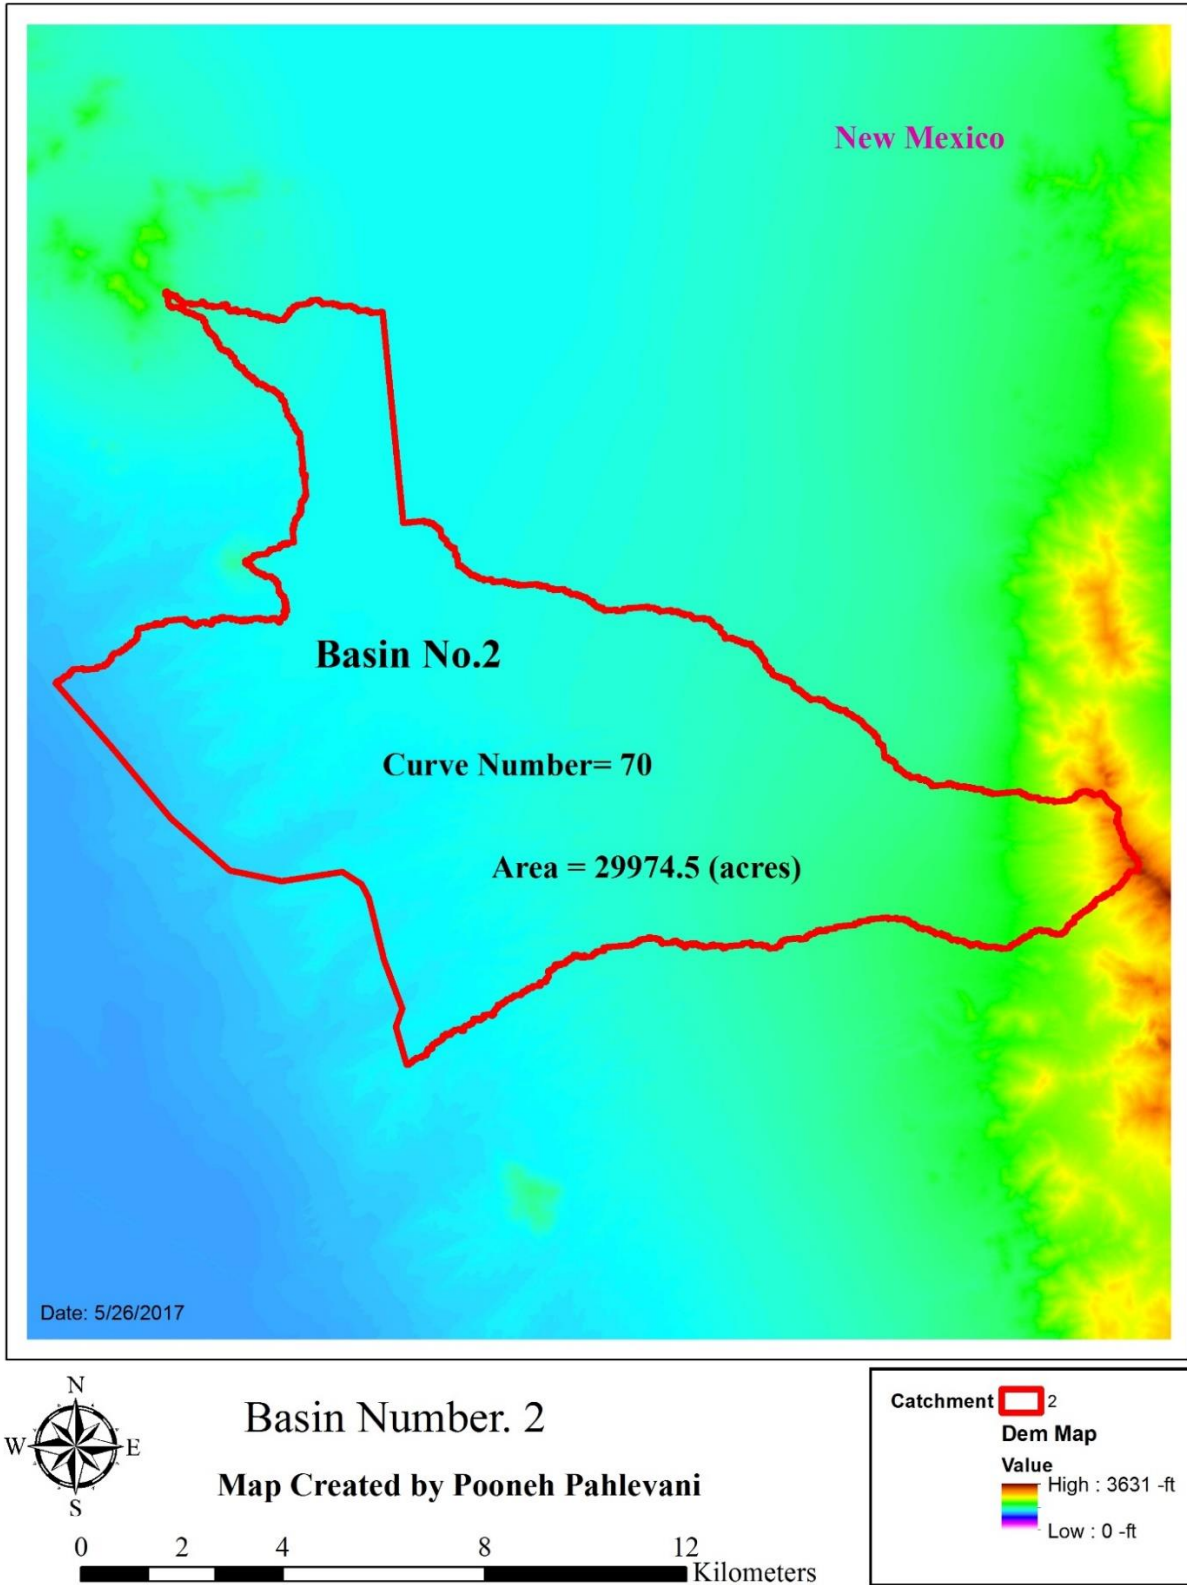 New Mexico
Basin No.2
Curve Number= 70
Area = 29974.5 (acres)
Date: 5/26/2017
N
W E
S
Basin Number. 2
Map Created by Pooneh Pahlevani
0 2 4 8 12
Kilometers
Catchment 2
Dem Map
Value
High : 3631 -ft
Low : 0 -ft